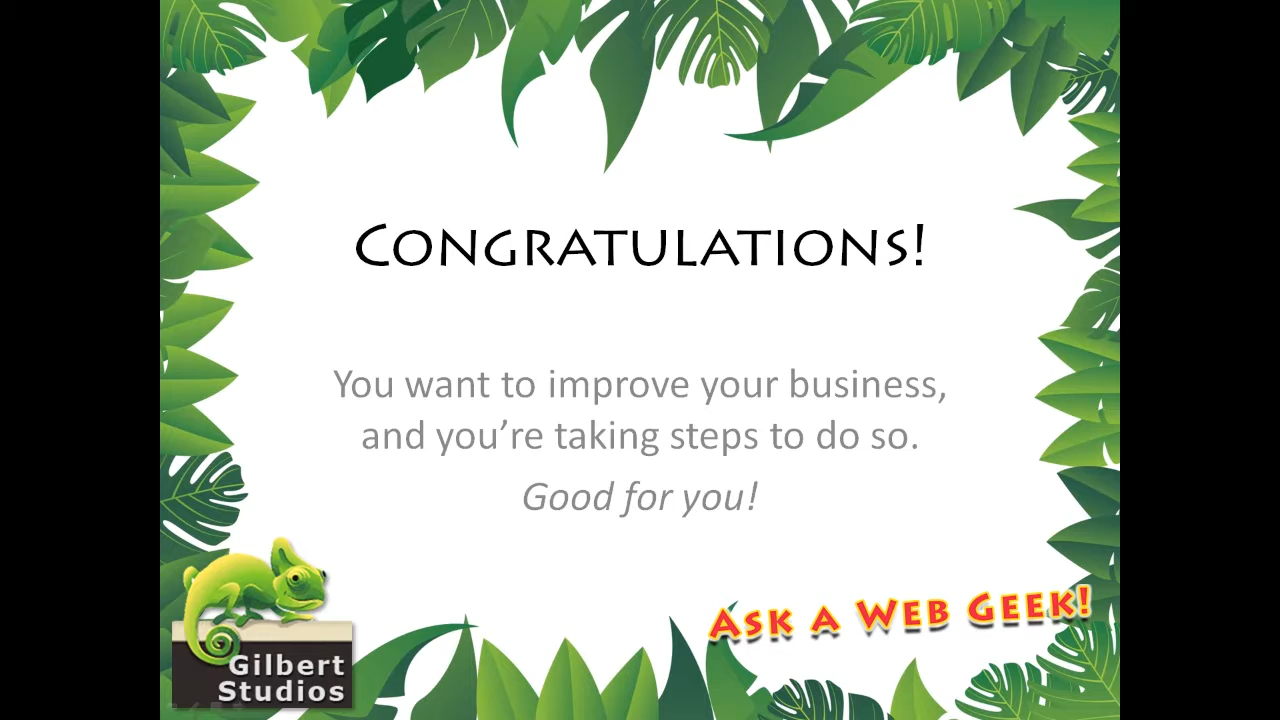 CONGRATULATIONS!
You want to improve your business,
and you’re taking steps to do so.
Good for you!
ASK A WEB GEEK!
Gilbert
Studios